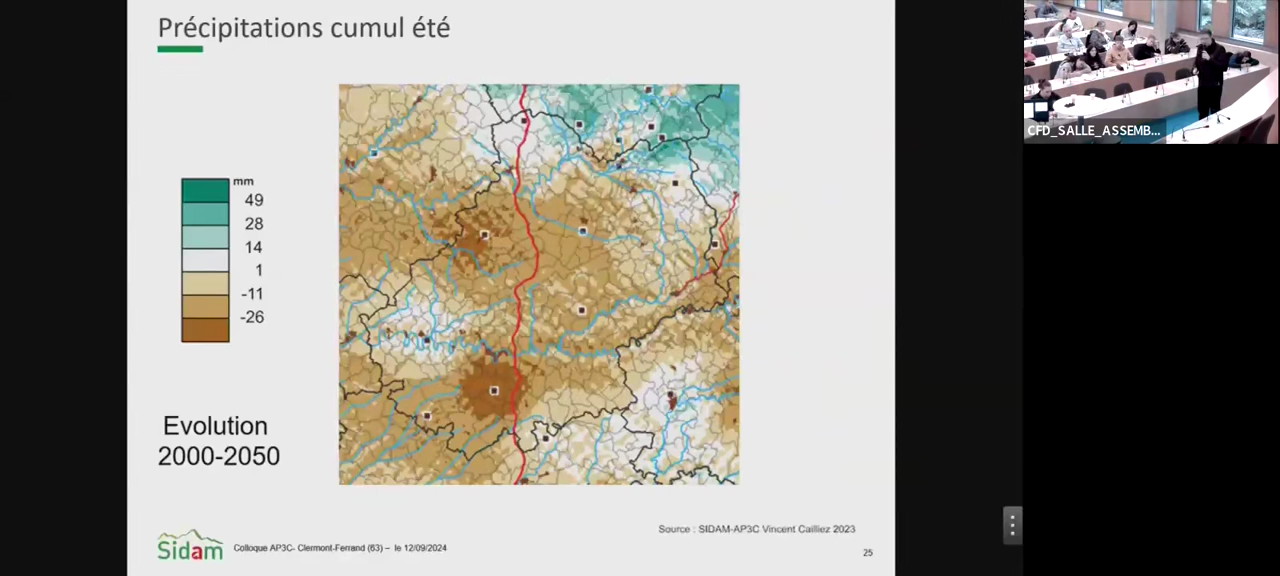 Précipitations cumul été
CFD_SALLE_ASSEMB...
mm
49
28
14
1
-11
-26
Evolution
2000-2050
Source : SIDAM-AP3C Vincent Cailliez 2023
Sidam
Colloque AP3C- Clermont-Ferrand (63) – le 12/09/2024
25